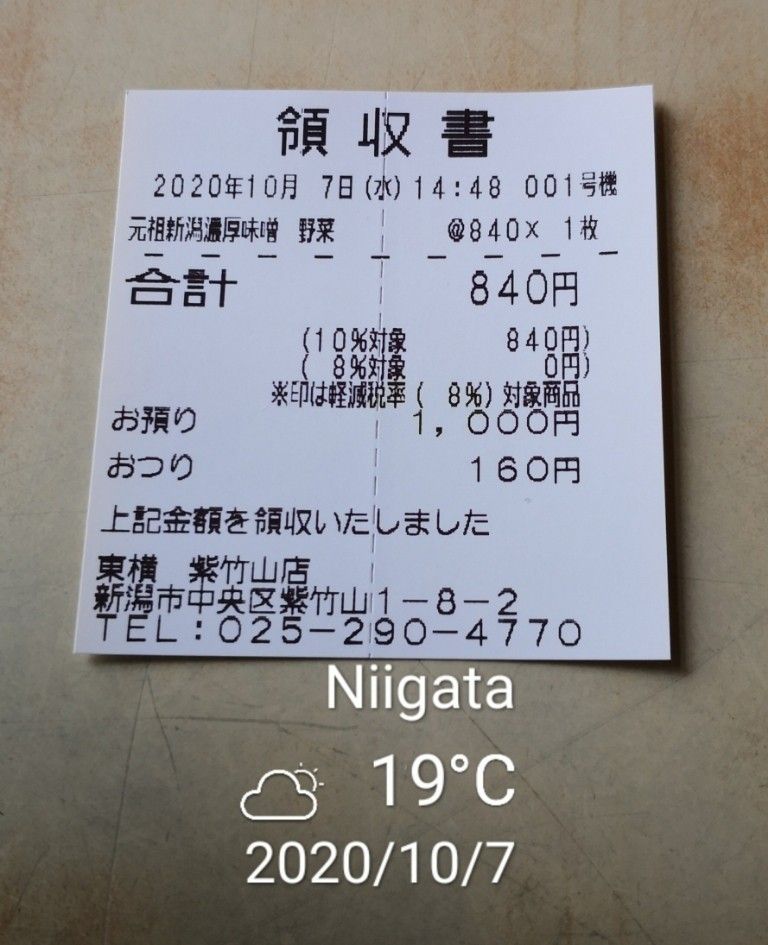 領収書
2020年10月 7日(水)14:48 001号機
元祖新潟濃厚味噌 野菜 @840× 1枚
合計 840円
(10%対象 840円)
( 8%対象 0円)
※印は軽減税率( 8%)対象商品
お預り 1,000円
おつり 160円
上記金額を領収いたしました
東横 紫竹山店
新潟市中央区紫竹山1-8-2
TEL:025-290-4770
Niigata
19°C
2020/10/7